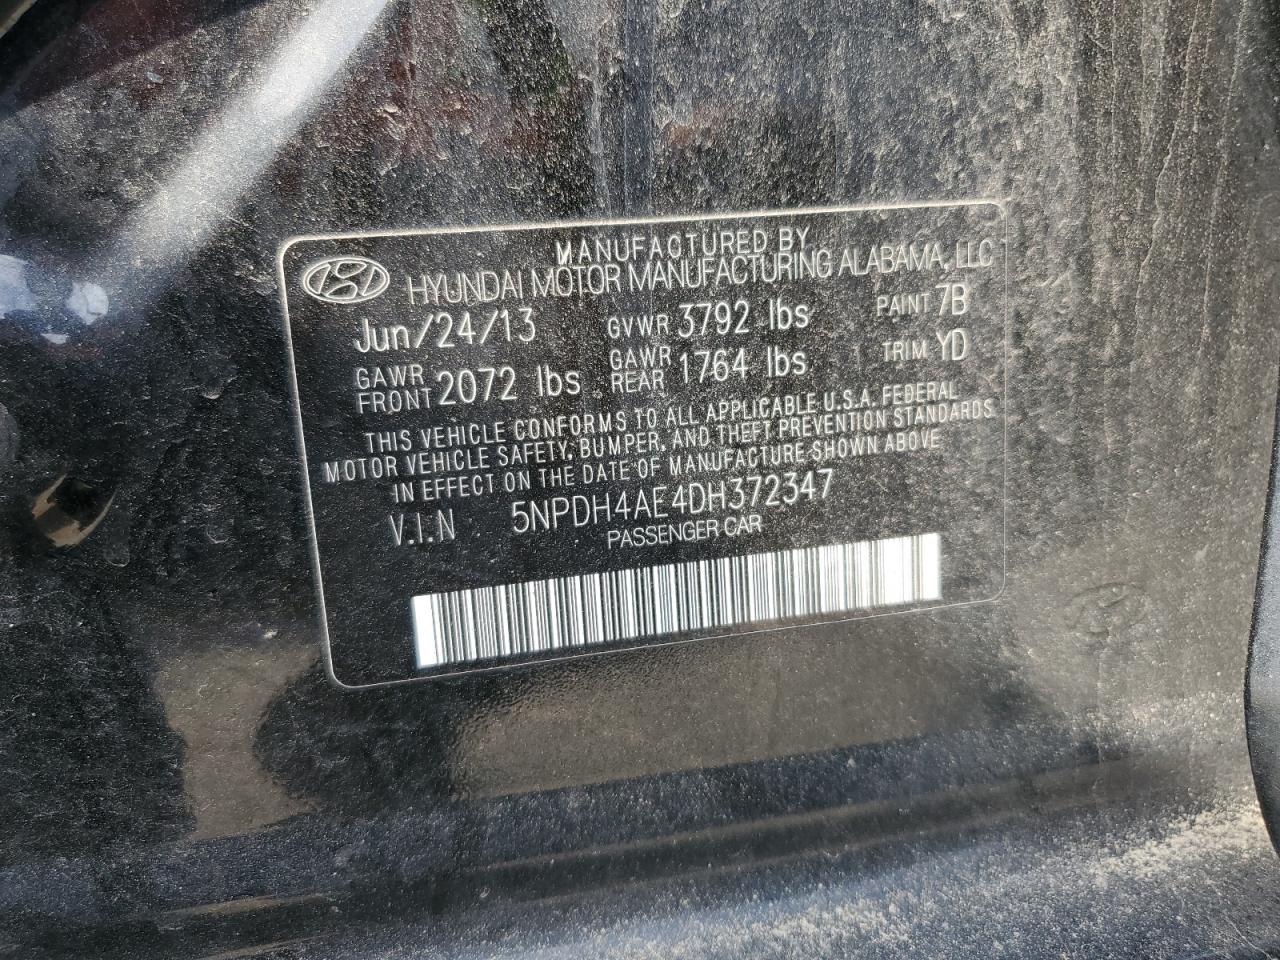 MANUFACTURED BY
HYUNDAI MOTOR MANUFACTURING ALABAMA, LLC
Jun/24/13 GVWR 3792 lbs PAINT 7B
GAWR FRONT 2072 lbs GAWR REAR 1764 lbs TRIM YD
THIS VEHICLE CONFORMS TO ALL APPLICABLE U.S.A. FEDERAL
MOTOR VEHICLE SAFETY, BUMPER, AND THEFT PREVENTION STANDARDS
IN EFFECT ON THE DATE OF MANUFACTURE SHOWN ABOVE
V.I.N 5NPDH4AE4DH372347
PASSENGER CAR